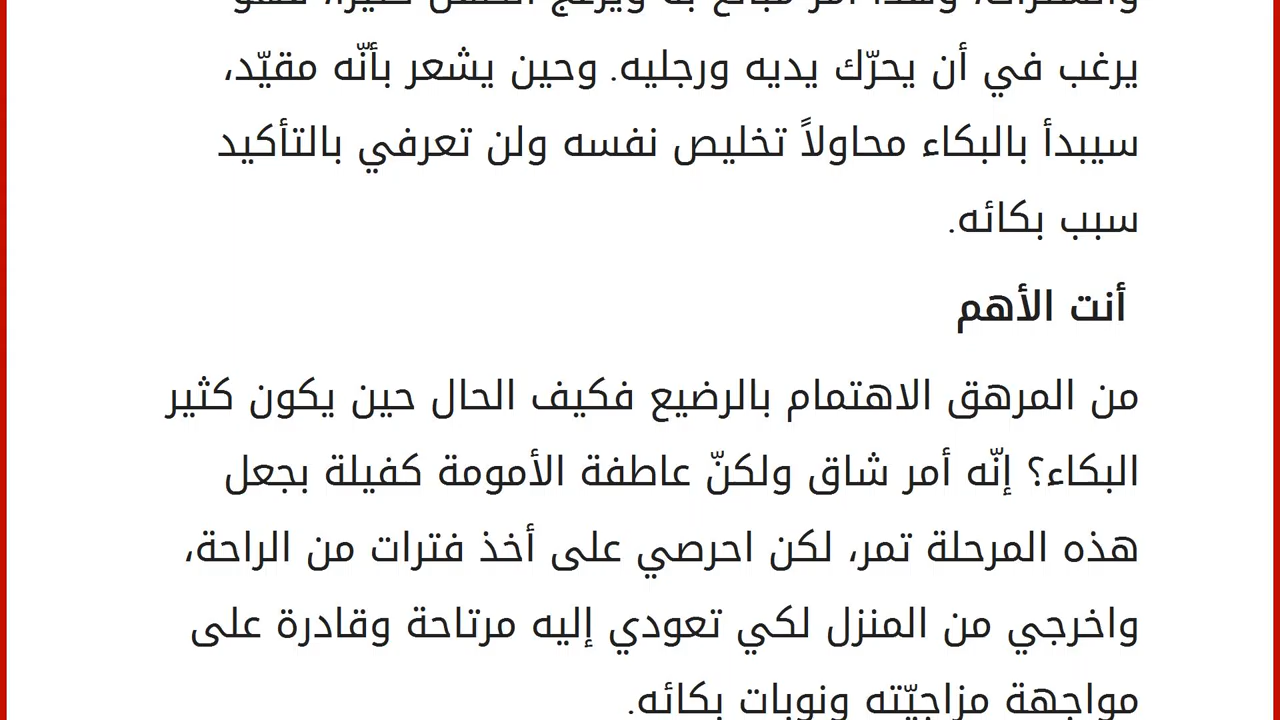 يرغب في أن يحرّك يديه ورجليه. وحين يشعر بأنّه مقيّد،
سيبدأ بالبكاء محاولاً تخليص نفسه ولن تعرفي بالتأكيد
سبب بكائه.
أنت الأهم
من المرهق الاهتمام بالرضيع فكيف الحال حين يكون كثير
البكاء؟ إنّه أمر شاق ولكنّ عاطفة الأمومة كفيلة بجعل
هذه المرحلة تمر، لكن احرصي على أخذ فترات من الراحة،
واخرجي من المنزل لكي تعودي إليه مرتاحة وقادرة على
مواجهة مزاجيّته ونوبات بكائه.